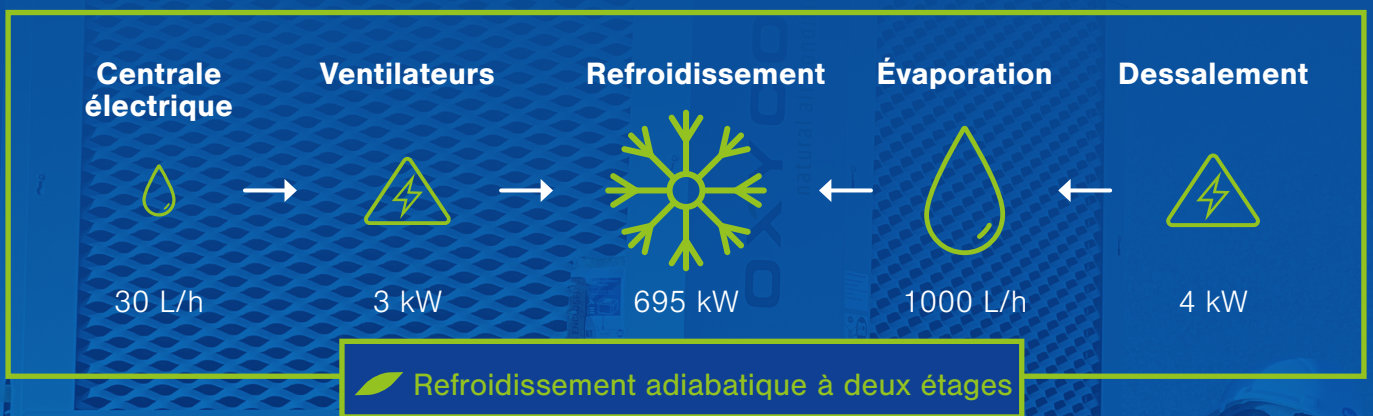 Centrale
électrique
Ventilateurs
Refroidissement
Évaporation
Dessalement
30 L/h
3 kW
695 kW
1000 L/h
4 kW
Refroidissement adiabatique à deux étages